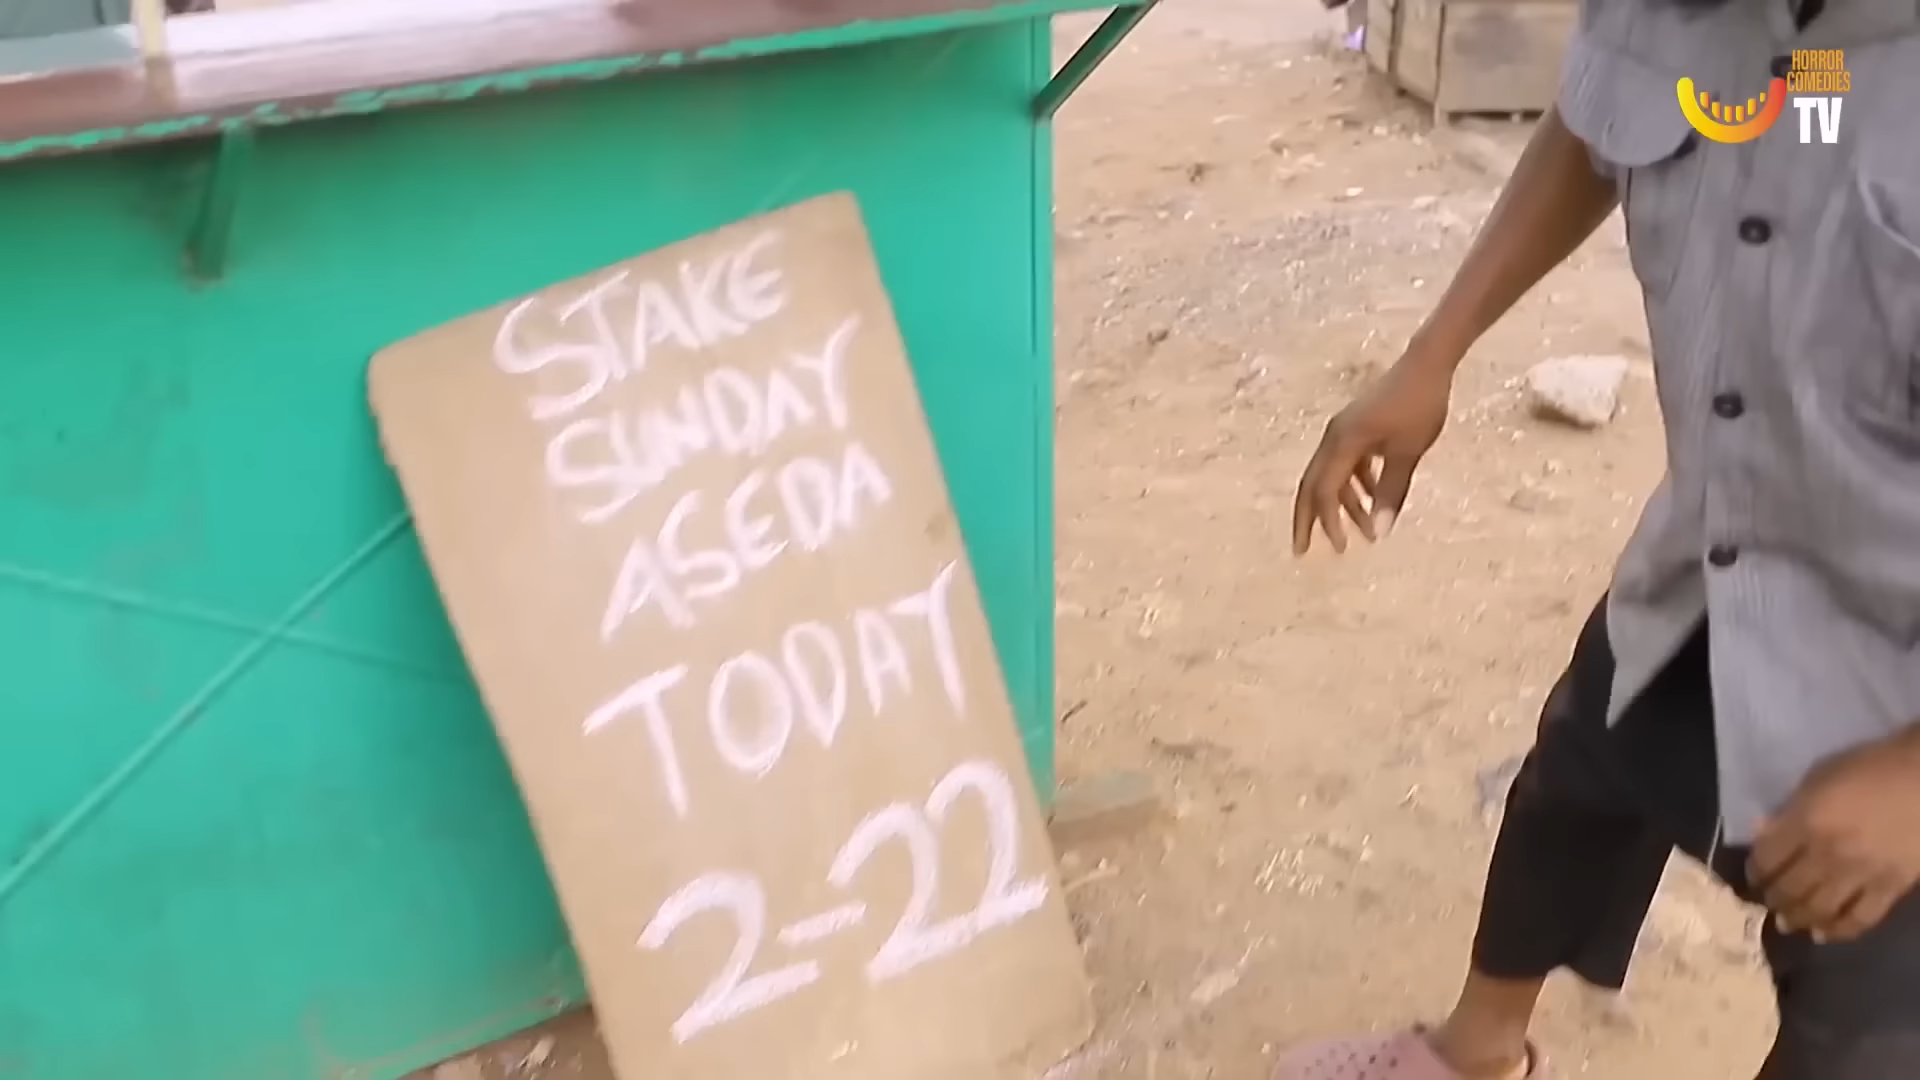 STAKE
SUNDAY
ASEDA
TODAY
2-22
HORROR
COMEDIES
TV